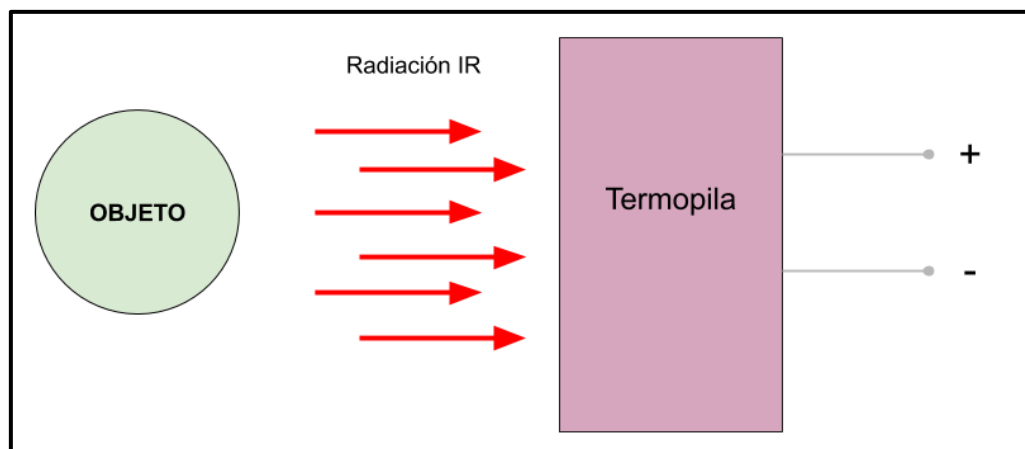 Radiación IR
OBJETO
Termopila
+
-